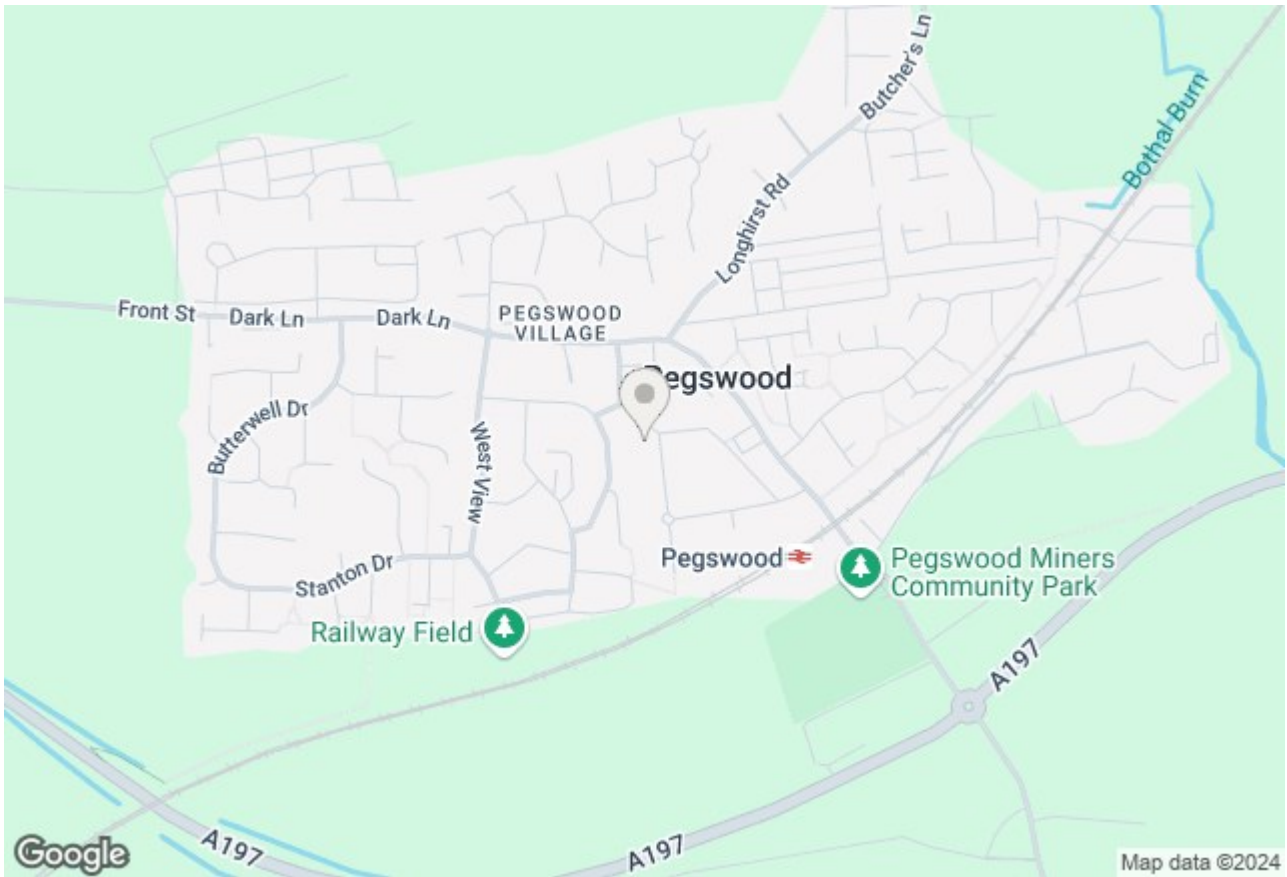 Butcher's Ln
Bothal Burn
Longhirst Rd
Front St
Dark Ln
Dark Ln
PEGSWOOD
VILLAGE
Pegswood
Butterwell Dr
West View
Stanton Dr
Pegswood
Pegswood Miners
Community Park
Railway Field
A197
A197
A197
Google
Map data ©2024